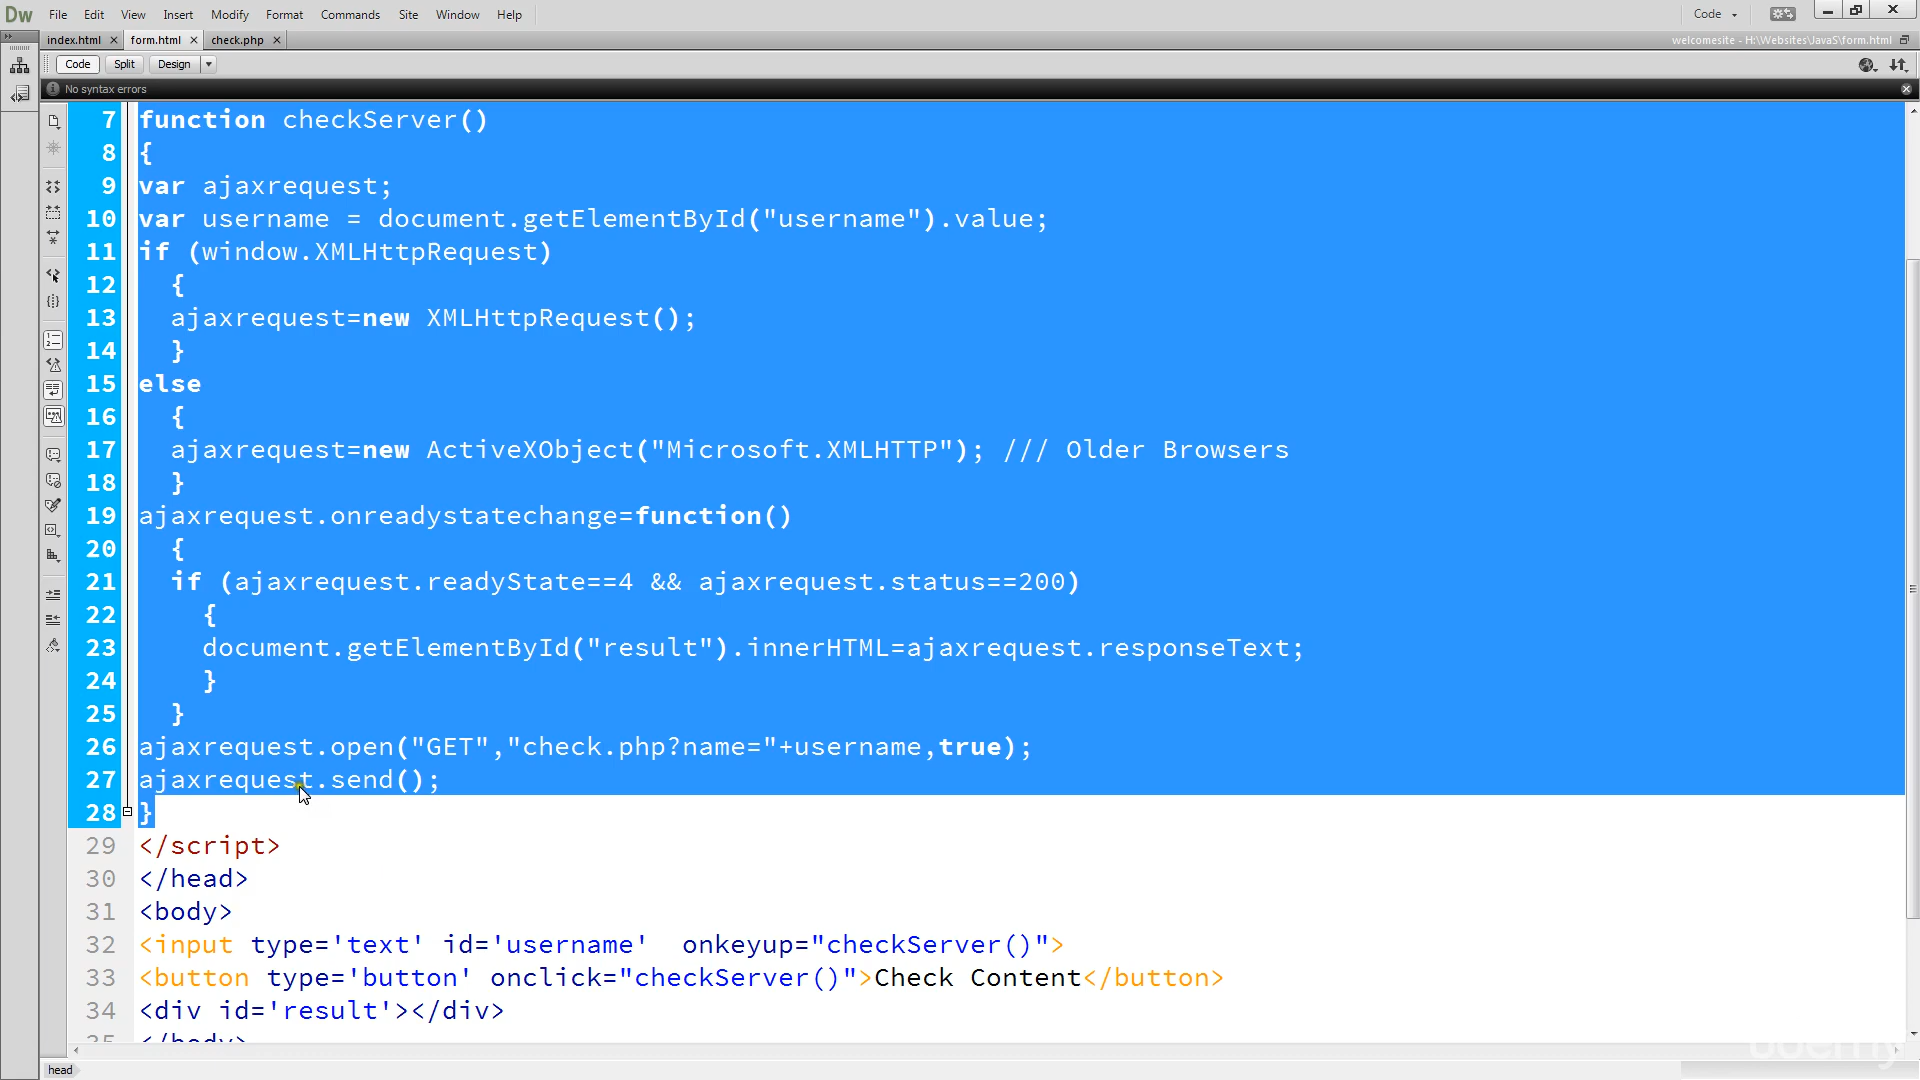 Dw File Edit View Insert Modify Format Commands Site Window Help Code
index.html form.html check.php welcomesite - H:\Websites\JavaS\form.html
Code Split Design
No syntax errors
7 function checkServer()
8 {
9 var ajaxrequest;
10 var username = document.getElementById("username").value;
11 if (window.XMLHttpRequest)
12 {
13 ajaxrequest=new XMLHttpRequest();
14 }
15 else
16 {
17 ajaxrequest=new ActiveXObject("Microsoft.XMLHTTP"); /// Older Browsers
18 }
19 ajaxrequest.onreadystatechange=function()
20 {
21 if (ajaxrequest.readyState==4 && ajaxrequest.status==200)
22 {
23 document.getElementById("result").innerHTML=ajaxrequest.responseText;
24 }
25 }
26 ajaxrequest.open("GET","check.php?name="+username,true);
27 ajaxrequest.send();
28 }
29 </script>
30 </head>
31 <body>
32 <input type='text' id='username'  onkeyup="checkServer()">
33 <button type='button' onclick="checkServer()">Check Content</button>
34 <div id='result'></div>
35 </body>
udemy
head